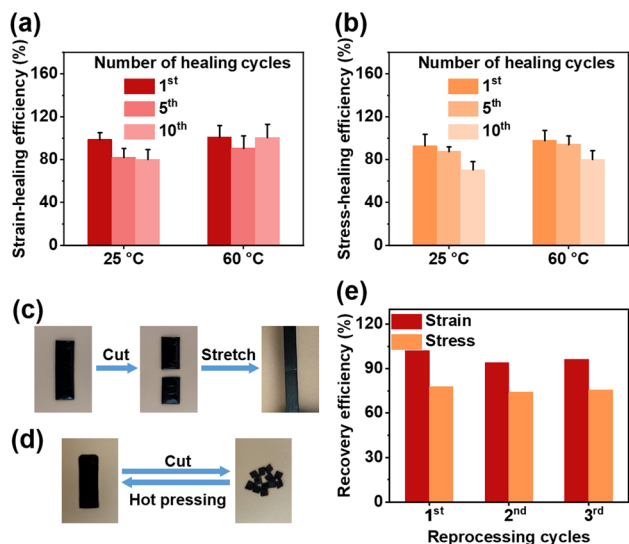 (a)
Strain-healing efficiency (%)
160
120
80
40
0
Number of healing cycles
1st
5th
10th
25 °C
60 °C
(b)
Stress-healing efficiency (%)
160
120
80
40
0
Number of healing cycles
1st
5th
10th
25 °C
60 °C
(c)
Cut
Stretch
(d)
Cut
Hot pressing
(e)
Recovery efficiency (%)
120
90
60
30
0
Strain
Stress
1st
2nd
3rd
Reprocessing cycles